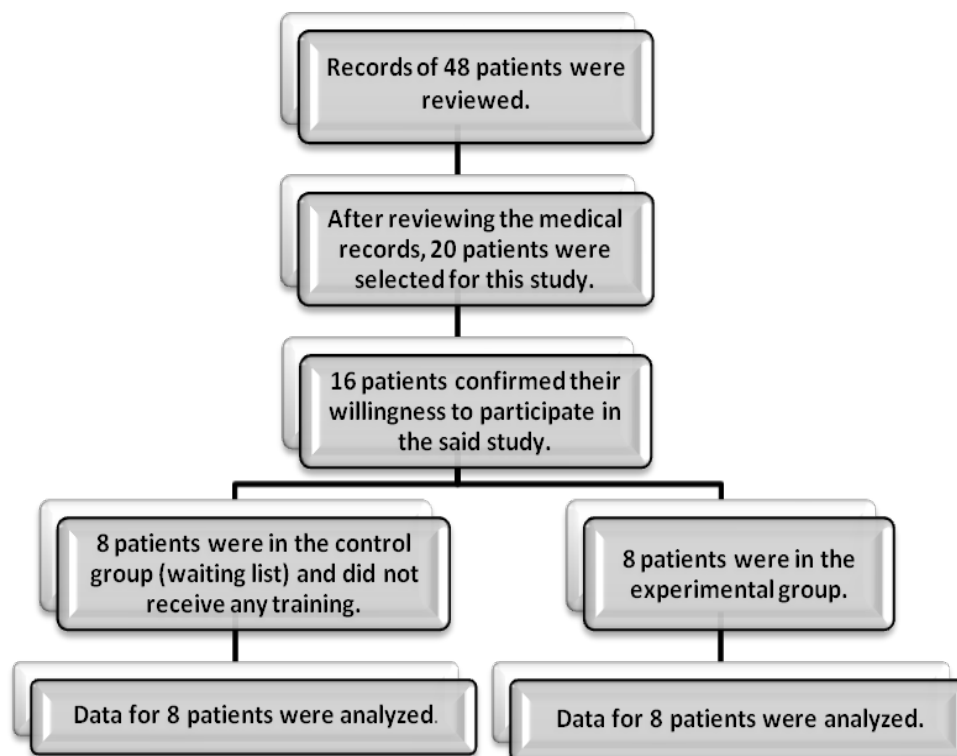 Records of 48 patients were
reviewed.
After reviewing the medical
records, 20 patients were
selected for this study.
16 patients confirmed their
willingness to participate in
the said study.
8 patients were in the control
group (waiting list) and did not
receive any training.
8 patients were in the
experimental group.
Data for 8 patients were analyzed.
Data for 8 patients were analyzed.